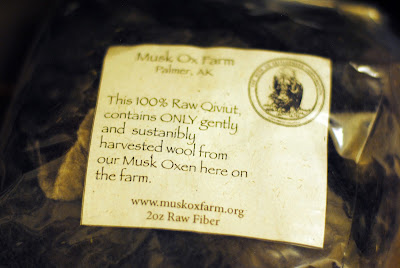 Musk Ox Farm
Palmer, AK
This 100% Raw Qiviut,
contains ONLY gently
and sustanibly
harvested wool from
our Musk Oxen here on
the farm.
www.muskoxfarm.org
2oz Raw Fiber